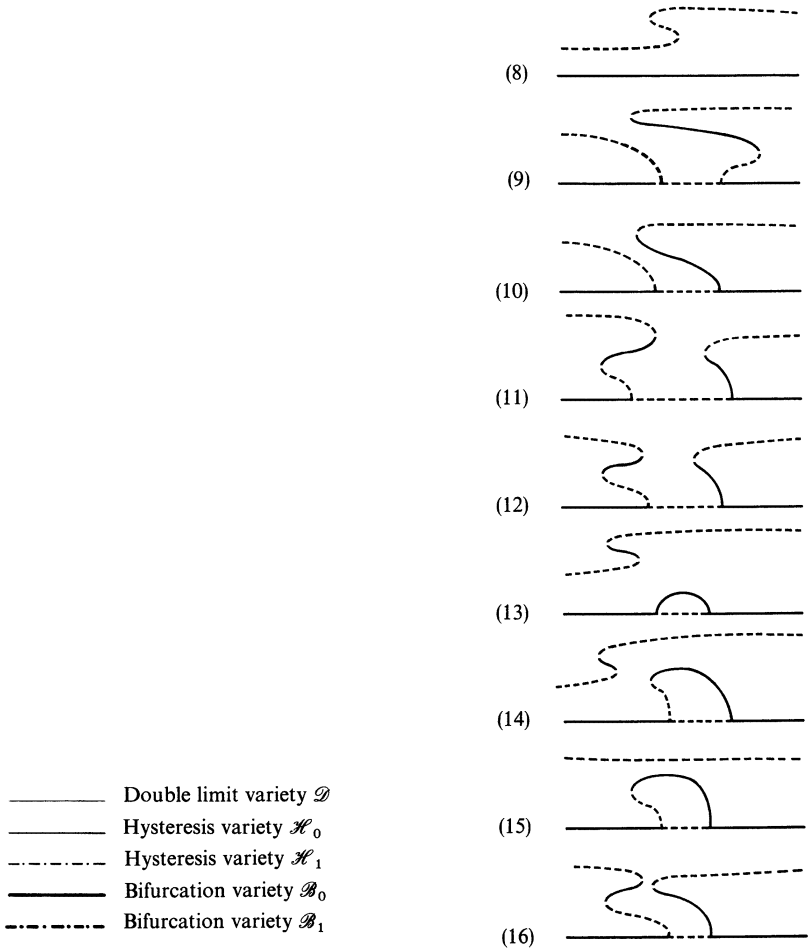 (8)
(9)
(10)
(11)
(12)
(13)
(14)
(15)
(16)
Double limit variety 𝒟
Hysteresis variety ℋ₀
Hysteresis variety ℋ₁
Bifurcation variety ℬ₀
Bifurcation variety ℬ₁